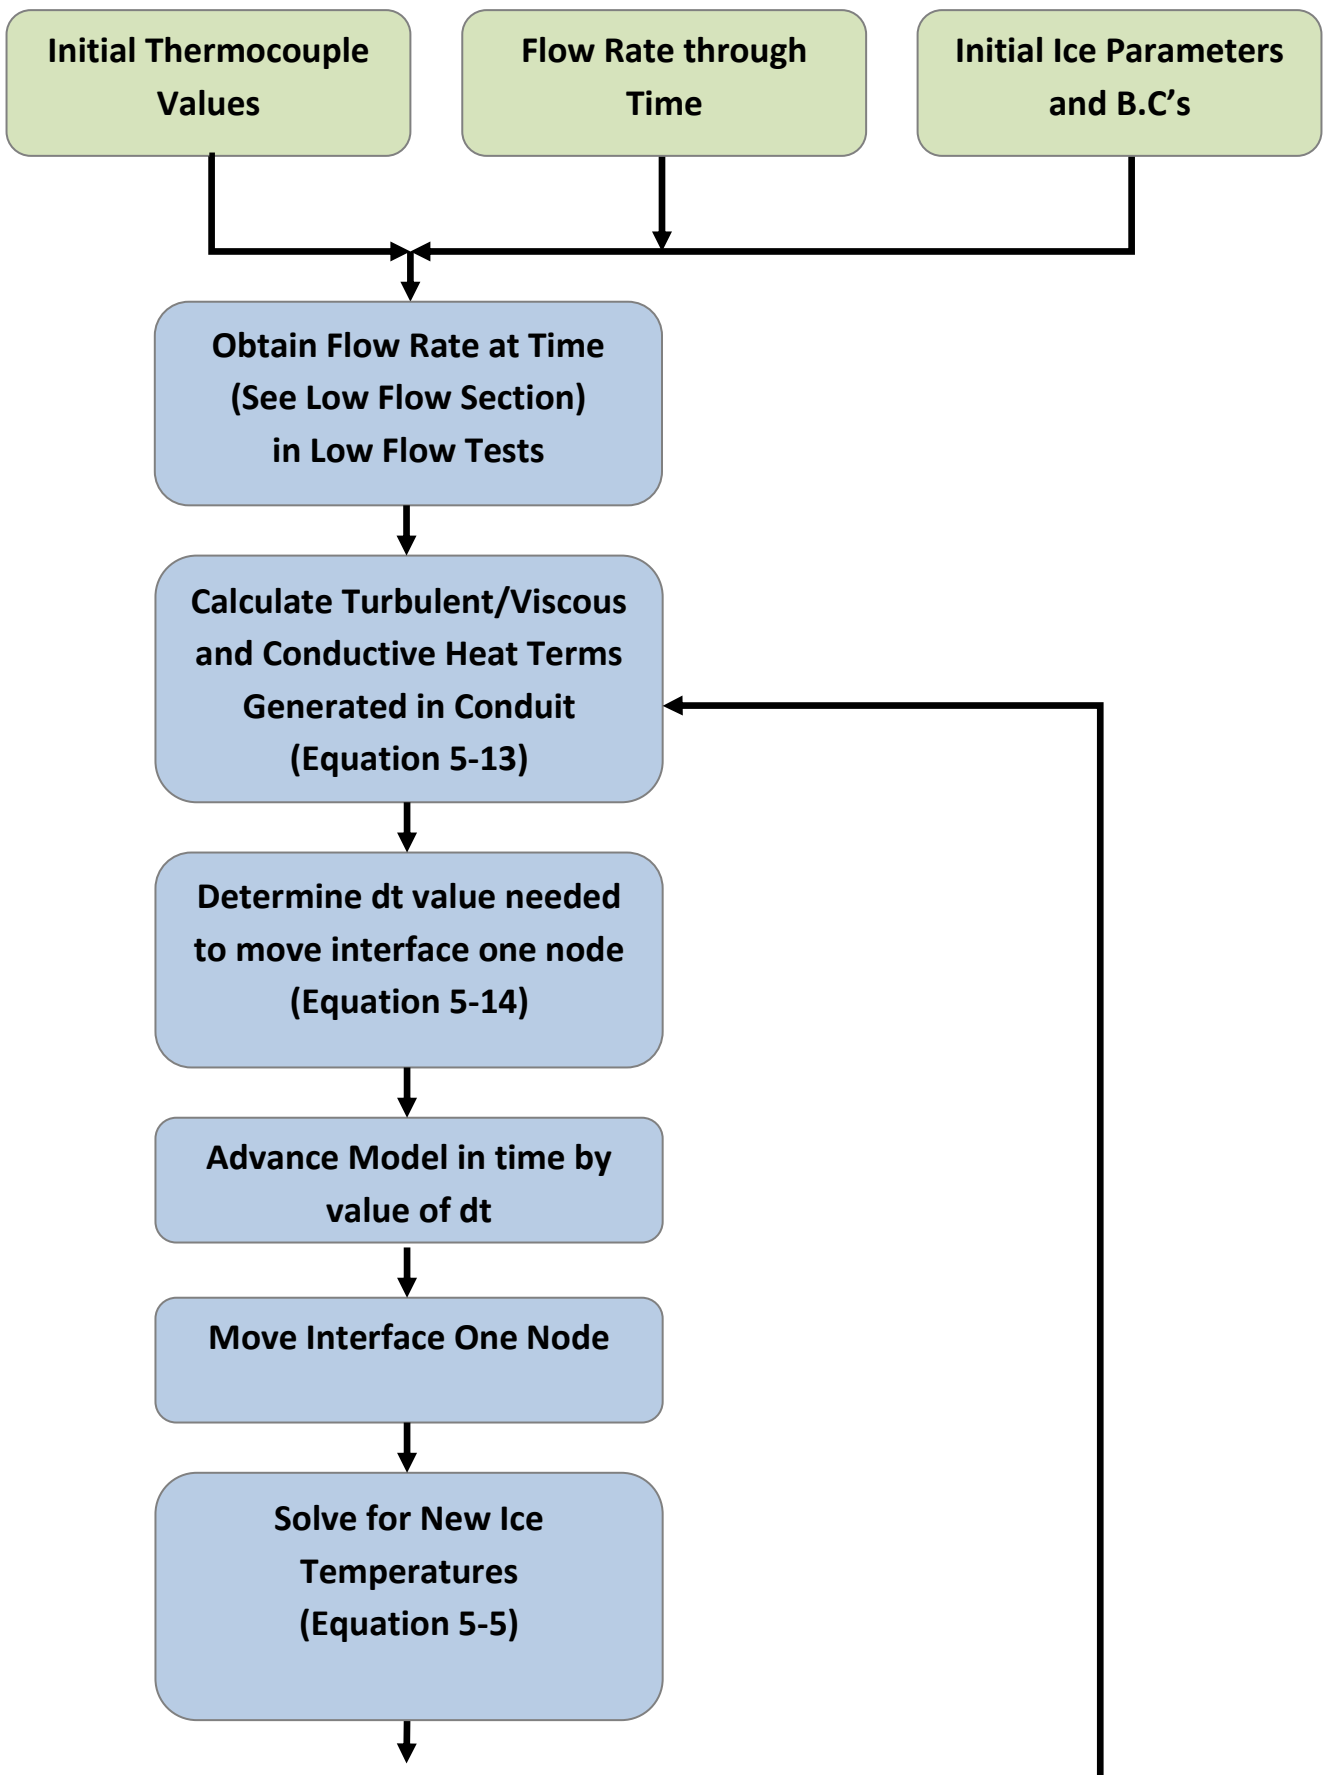 Initial Thermocouple
Values
Flow Rate through
Time
Initial Ice Parameters
and B.C’s
Obtain Flow Rate at Time
(See Low Flow Section)
in Low Flow Tests
Calculate Turbulent/Viscous
and Conductive Heat Terms
Generated in Conduit
(Equation 5-13)
Determine dt value needed
to move interface one node
(Equation 5-14)
Advance Model in time by
value of dt
Move Interface One Node
Solve for New Ice
Temperatures
(Equation 5-5)